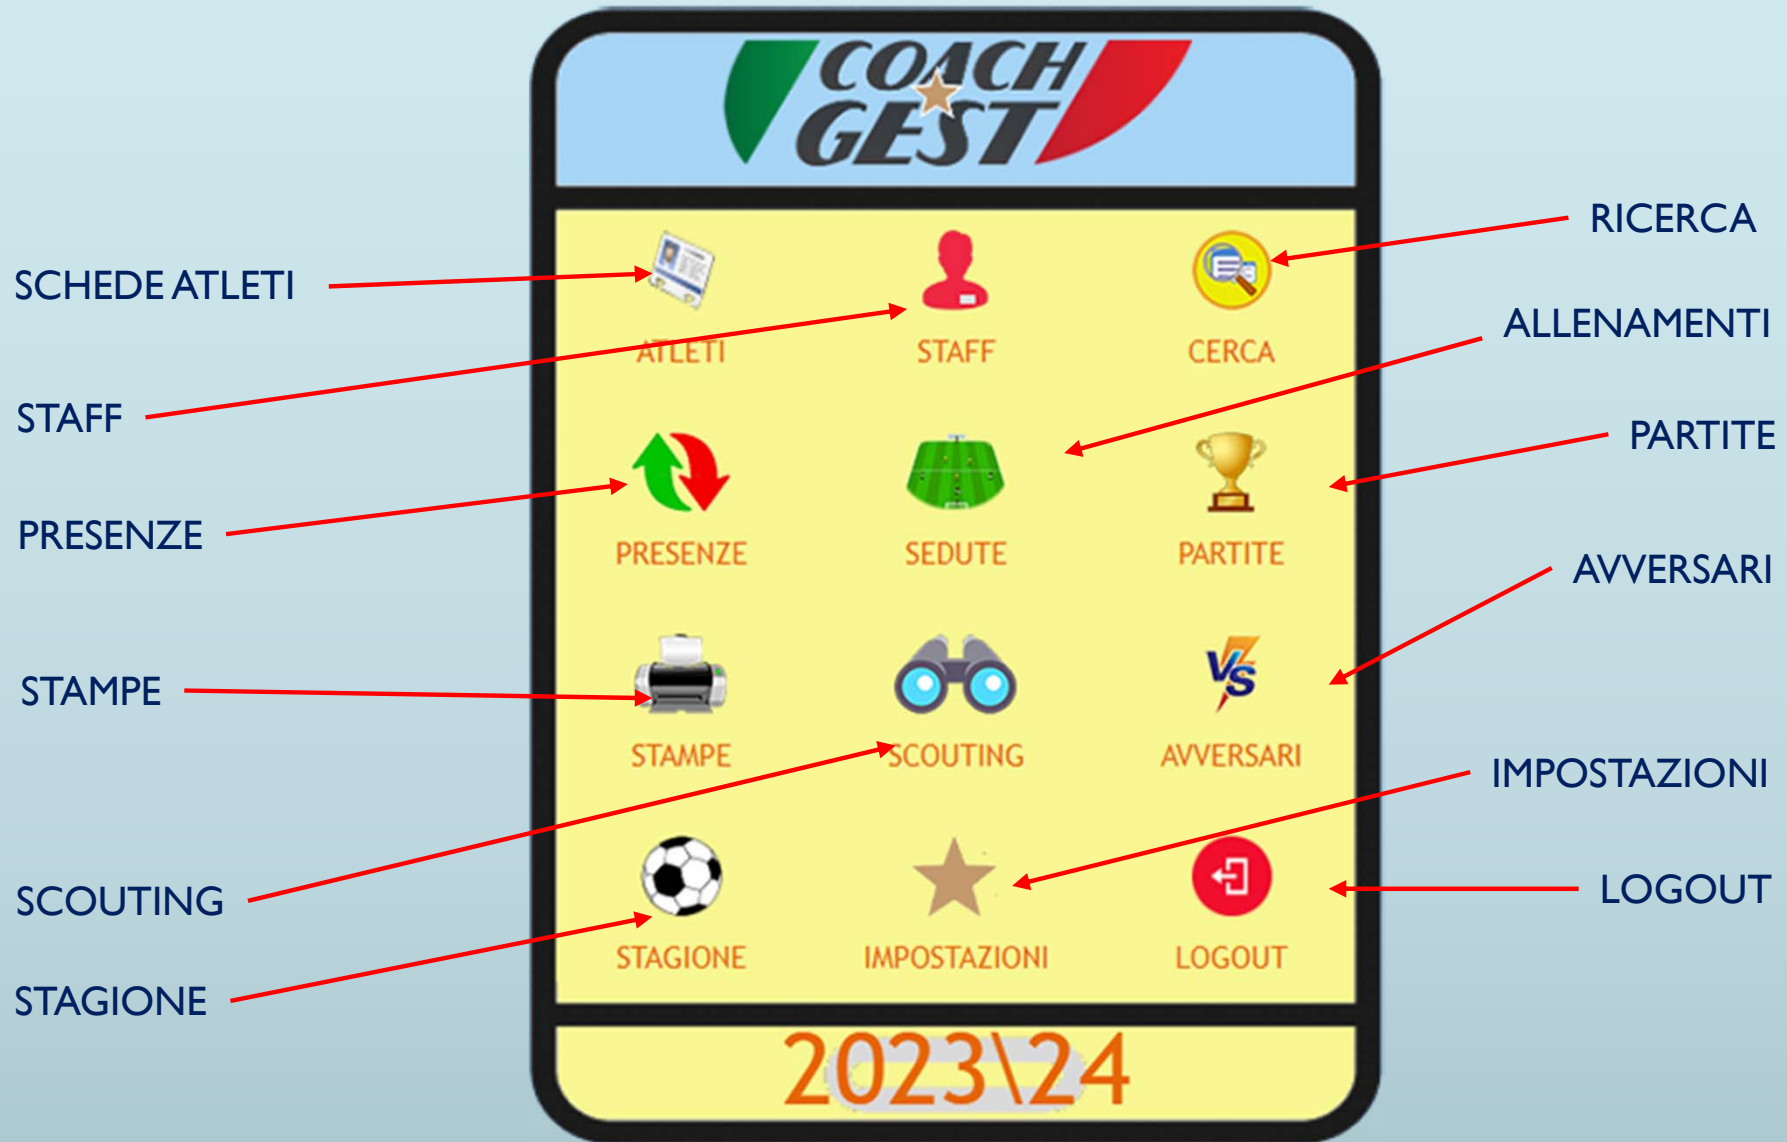 COACH
GEST
SCHEDE ATLETI
STAFF
PRESENZE
STAMPE
SCOUTING
STAGIONE
ATLETI
STAFF
CERCA
PRESENZE
SEDUTE
PARTITE
VS
STAMPE
SCOUTING
AVVERSARI
STAGIONE
IMPOSTAZIONI
LOGOUT
2023\24
RICERCA
ALLENAMENTI
PARTITE
AVVERSARI
IMPOSTAZIONI
LOGOUT